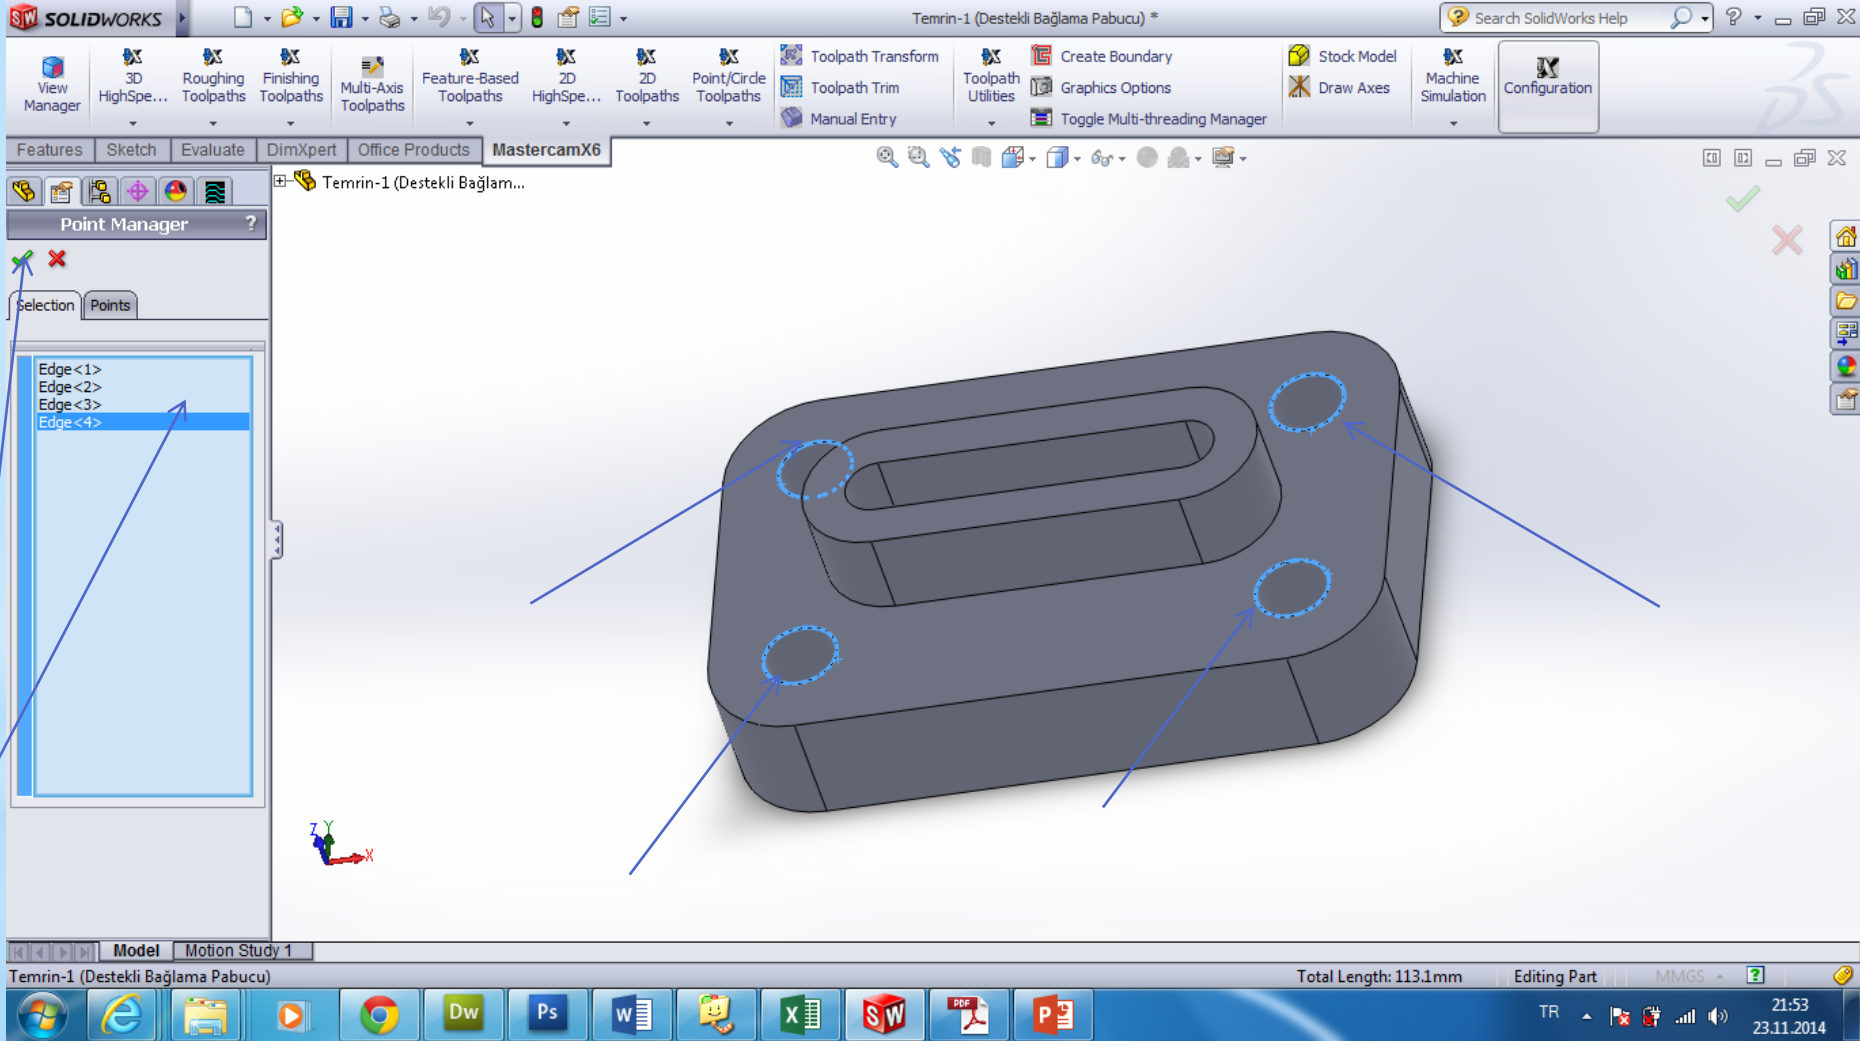 SOLIDWORKS
Temrin-1 (Destekli Bağlama Pabucu) *
Search SolidWorks Help
View Manager
3D HighSpe...
Roughing Toolpaths
Finishing Toolpaths
Multi-Axis Toolpaths
Feature-Based Toolpaths
2D HighSpe...
2D Toolpaths
Point/Circle Toolpaths
Toolpath Transform
Toolpath Trim
Manual Entry
Toolpath Utilities
Create Boundary
Graphics Options
Toggle Multi-threading Manager
Stock Model
Draw Axes
Machine Simulation
Configuration
Features
Sketch
Evaluate
DimXpert
Office Products
MastercamX6
Temrin-1 (Destekli Bağlam...
Point Manager ?
Selection
Points
Edge<1>
Edge<2>
Edge<3>
Edge<4>
Z Y X
Model
Motion Study 1
Temrin-1 (Destekli Bağlama Pabucu)
Total Length: 113.1mm
Editing Part
MMGS
Dw
Ps
W
X
SW
PDF
P
TR
21:53
23.11.2014